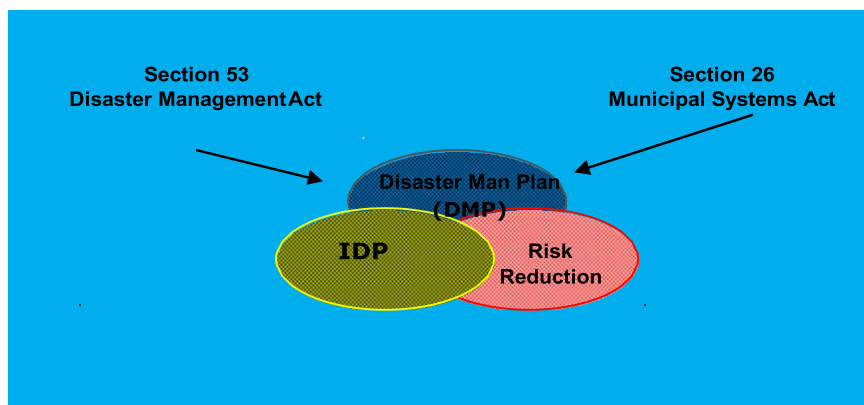 Section 53
Disaster Management Act
Section 26
Municipal Systems Act
Disaster Man Plan
(DMP)
IDP
Risk
Reduction